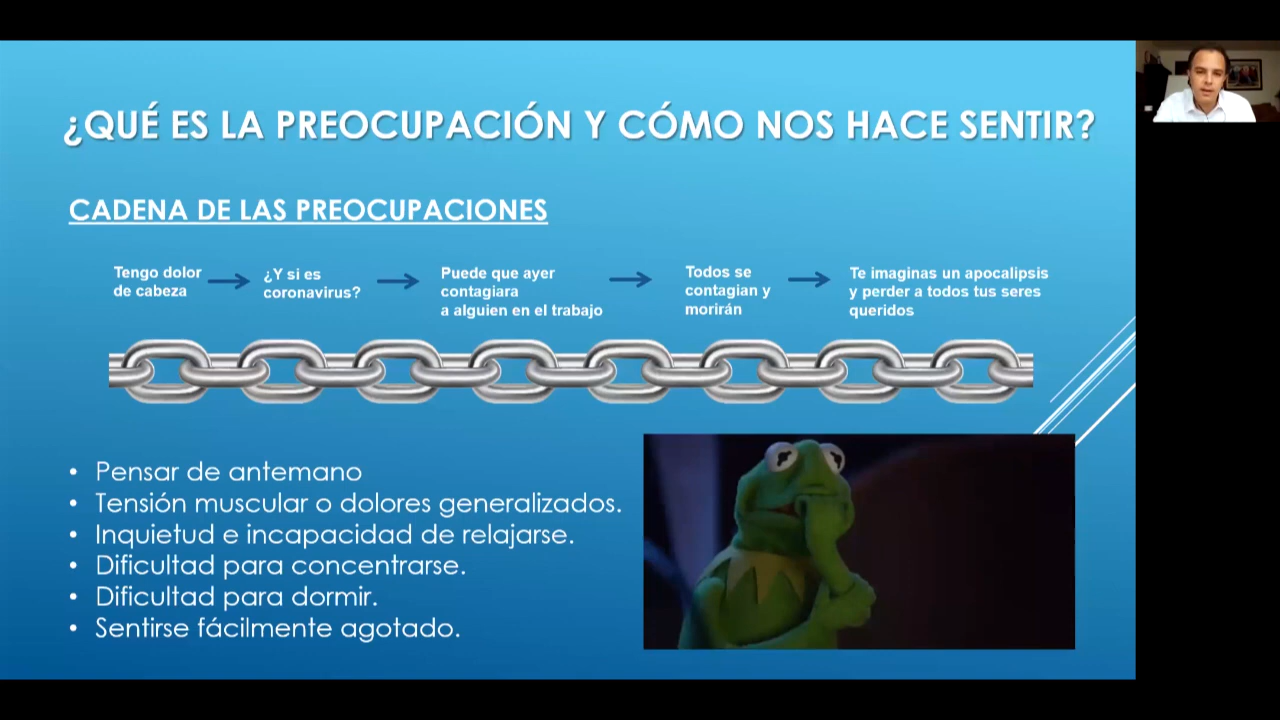 ¿QUÉ ES LA PREOCUPACIÓN Y CÓMO NOS HACE SENTIR?
CADENA DE LAS PREOCUPACIONES
Tengo dolor
de cabeza
¿Y si es
coronavirus?
Puede que ayer
contagiara
a alguien en el trabajo
Todos se
contagian y
morirán
Te imaginas un apocalipsis
y perder a todos tus seres
queridos
• Pensar de antemano
• Tensión muscular o dolores generalizados.
• Inquietud e incapacidad de relajarse.
• Dificultad para concentrarse.
• Dificultad para dormir.
• Sentirse fácilmente agotado.